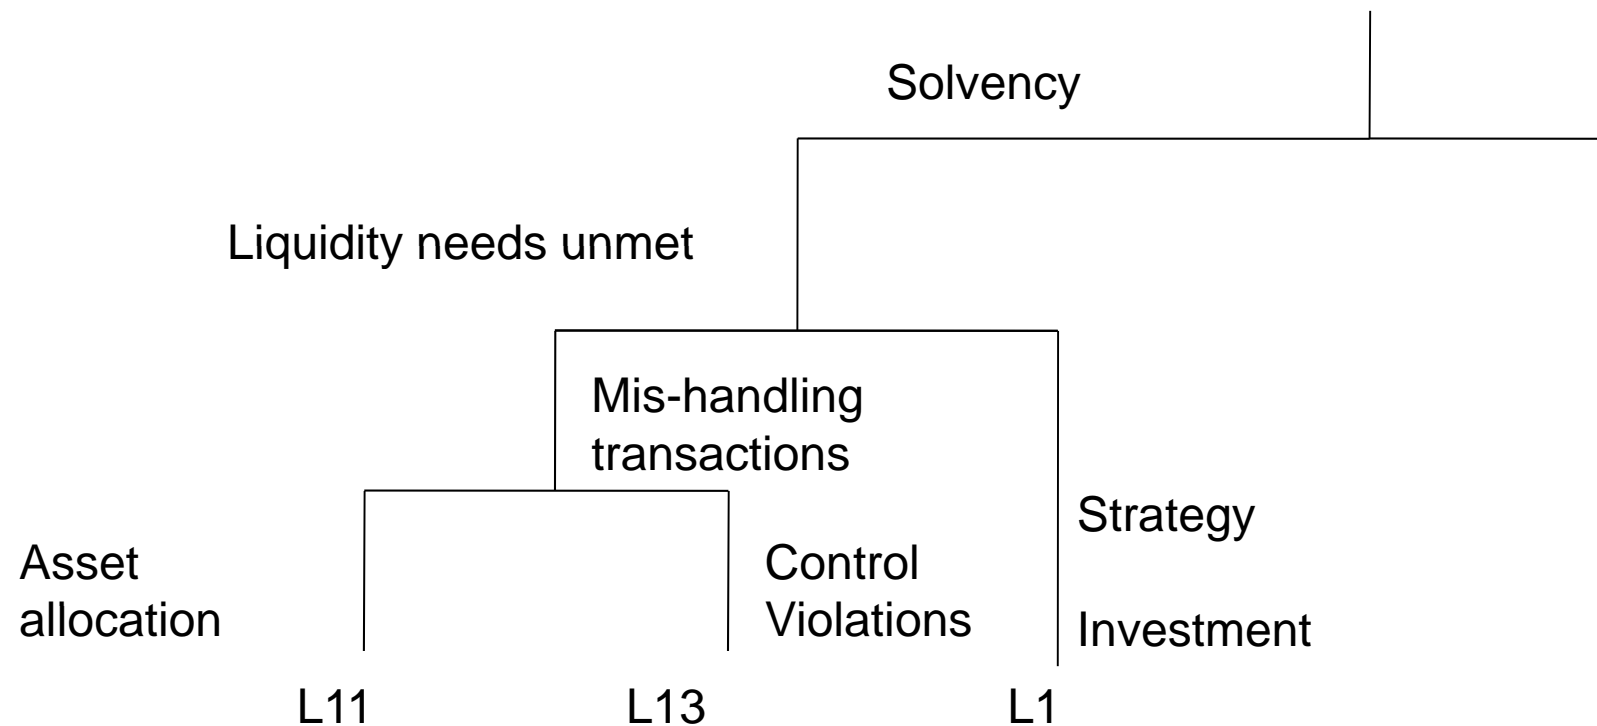 Solvency
Liquidity needs unmet
Mis-handling
transactions
Strategy
Asset
allocation
Control
Violations
Investment
L11
L13
L1